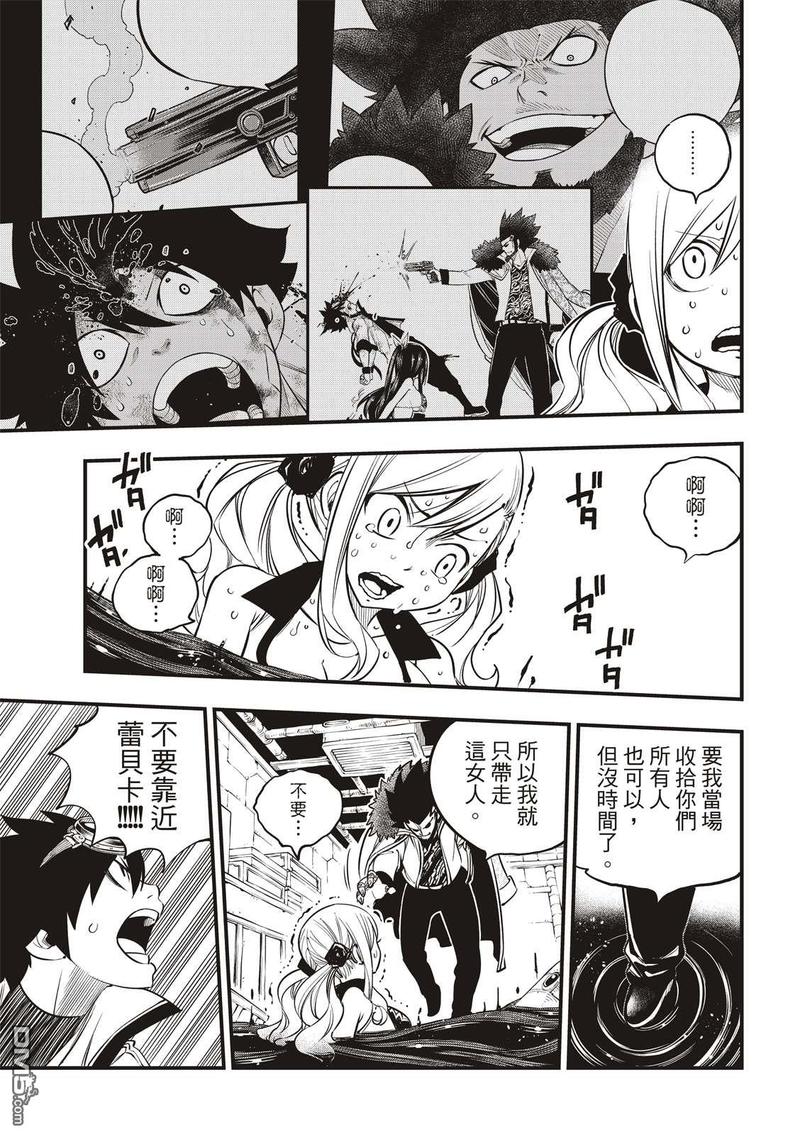 ………
啊啊…
ガタ
ガタ
啊…
啊啊…
ガタ
ガタ
要我當場
收拾你們
所有人
也可以，
但沒時間了。
所以我就
只帶走
這女人。
不要…
不要靠近
蕾貝卡!!!!!
DM5.com